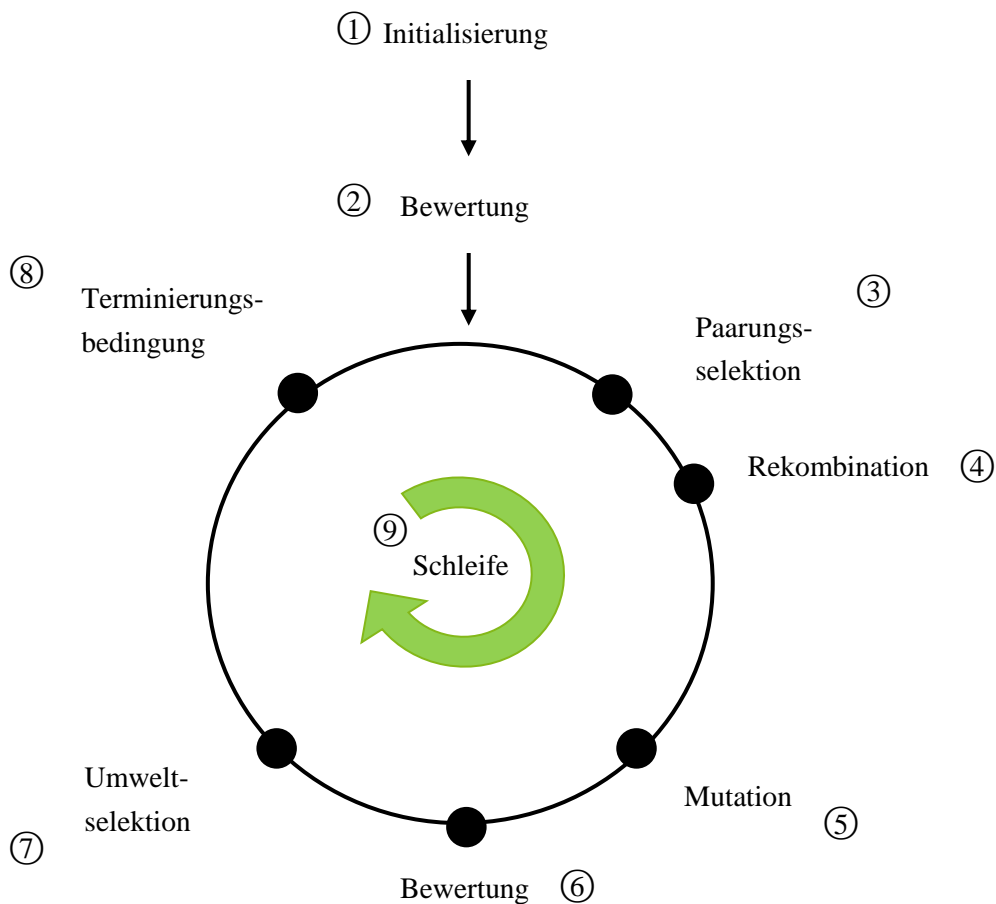 ① Initialisierung
② Bewertung
③
Paarungs-
selektion
Rekombination ④
Mutation
⑤
Bewertung ⑥
Umwelt-
selektion
⑦
⑧
Terminierungs-
bedingung
⑨
Schleife